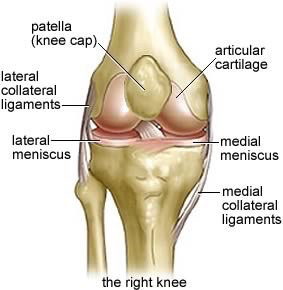 patella
(knee cap)
articular
cartilage
lateral
collateral
ligaments
lateral
meniscus
medial
meniscus
medial
collateral
ligaments
the right knee